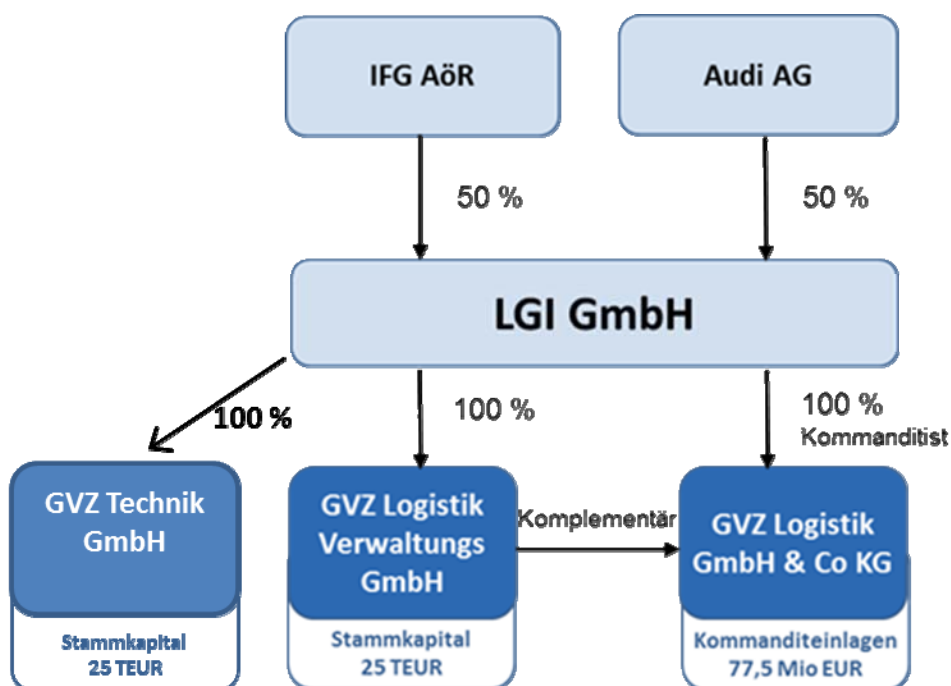 IFG AöR
Audi AG
50 %
50 %
LGI GmbH
100 %
100 %
100 %
Kommanditist
GVZ Technik
GmbH
GVZ Logistik
Verwaltungs
GmbH
Komplementär
GVZ Logistik
GmbH & Co KG
Stammkapital
25 TEUR
Stammkapital
25 TEUR
Kommanditeinlagen
77,5 Mio EUR